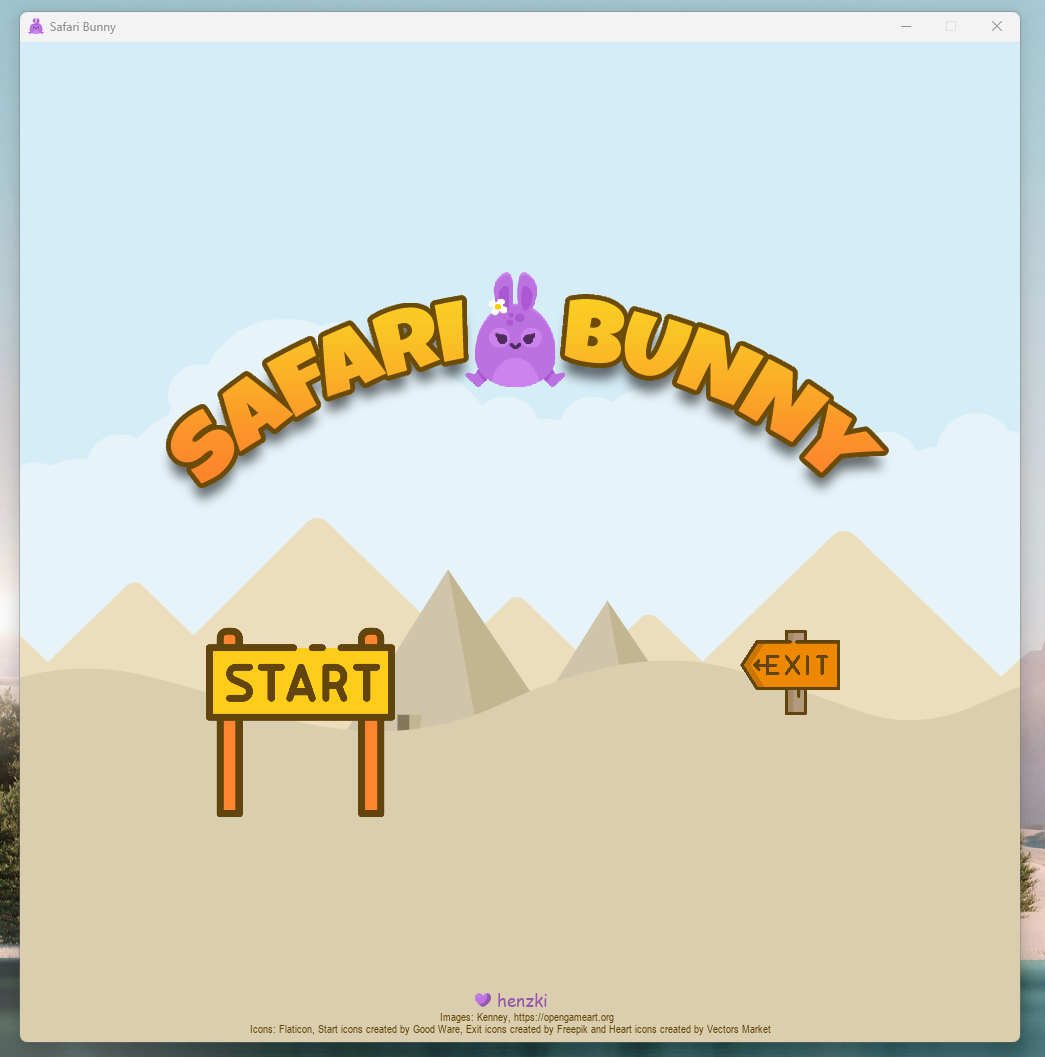 Safari Bunny
SAFARI BUNNY
START
EXIT
henzki
Images: Kenney, https://opengameart.org
Icons: Flaticon, Start icons created by Good Ware, Exit icons created by Freepik and Heart icons created by Vectors Market